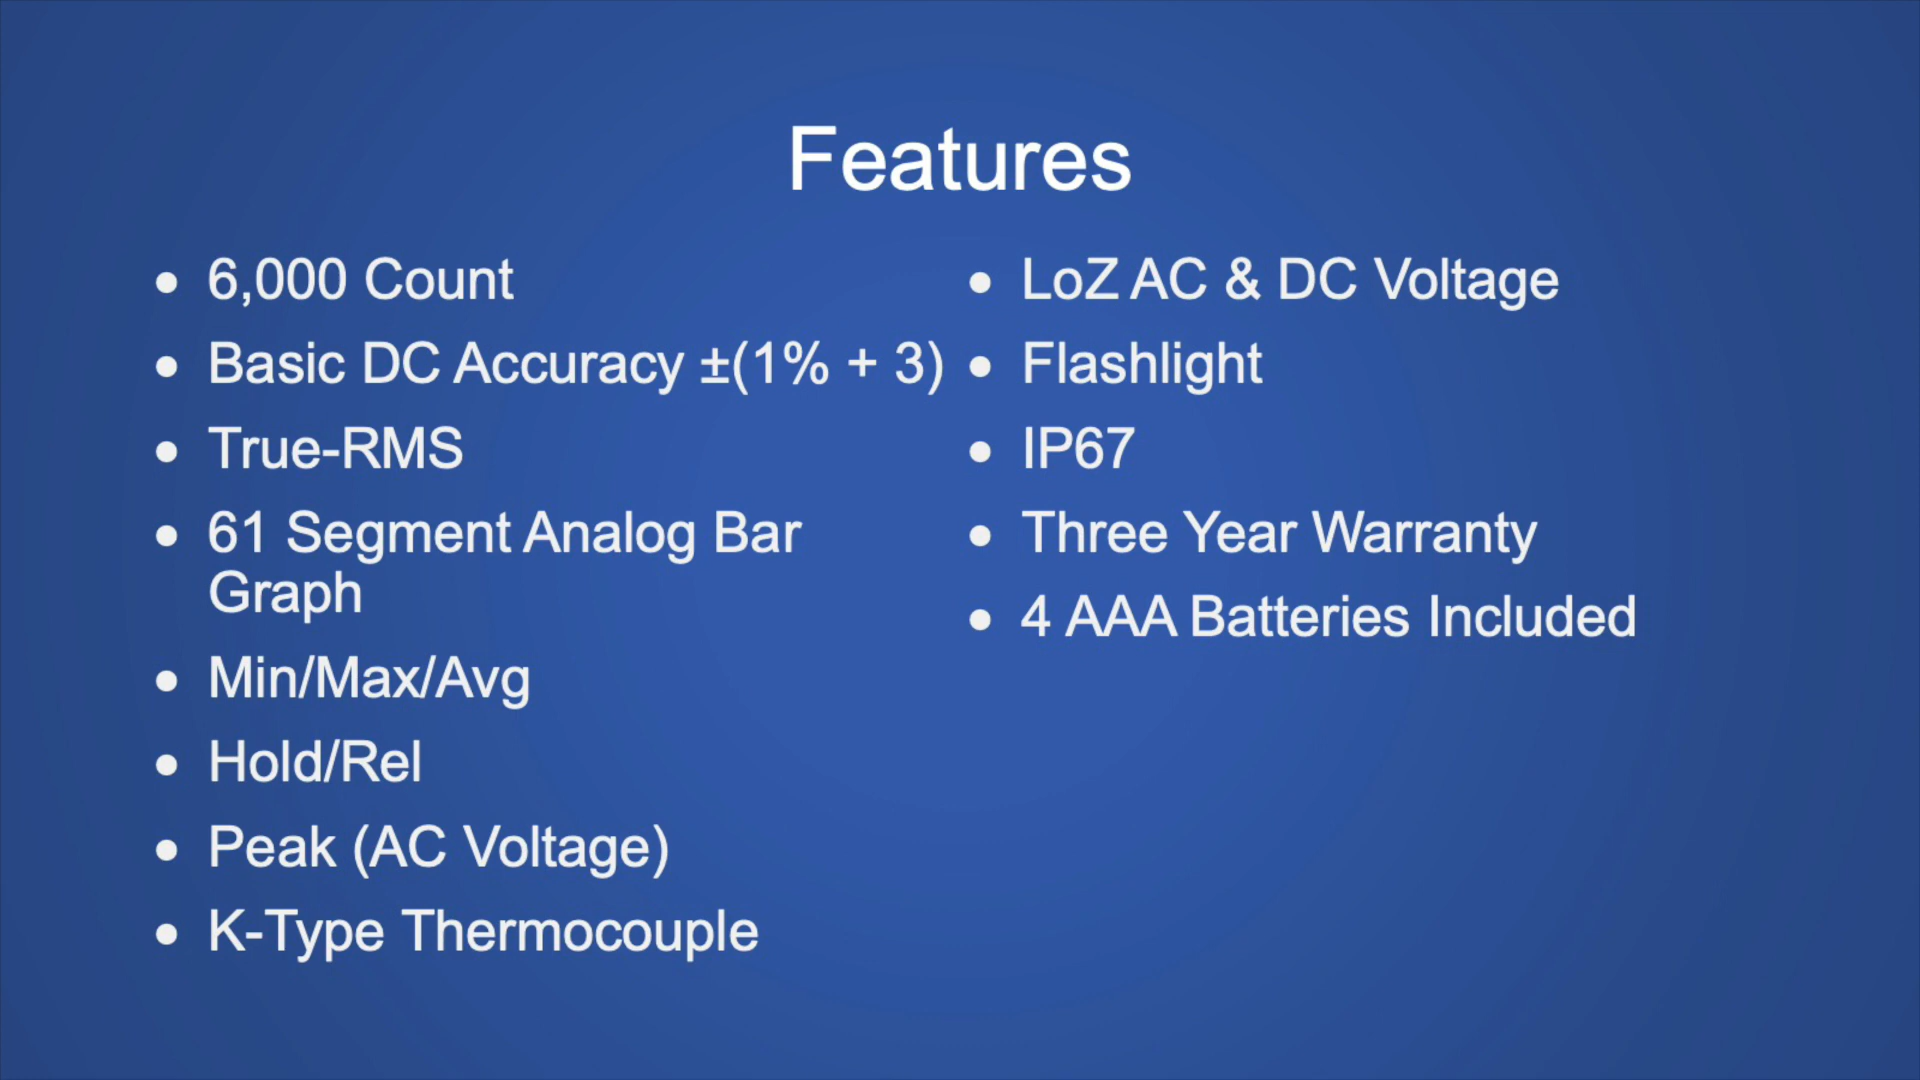 Features
• 6,000 Count
• Basic DC Accuracy ±(1% + 3)
• True-RMS
• 61 Segment Analog Bar
Graph
• Min/Max/Avg
• Hold/Rel
• Peak (AC Voltage)
• K-Type Thermocouple
• LoZ AC & DC Voltage
• Flashlight
• IP67
• Three Year Warranty
• 4 AAA Batteries Included